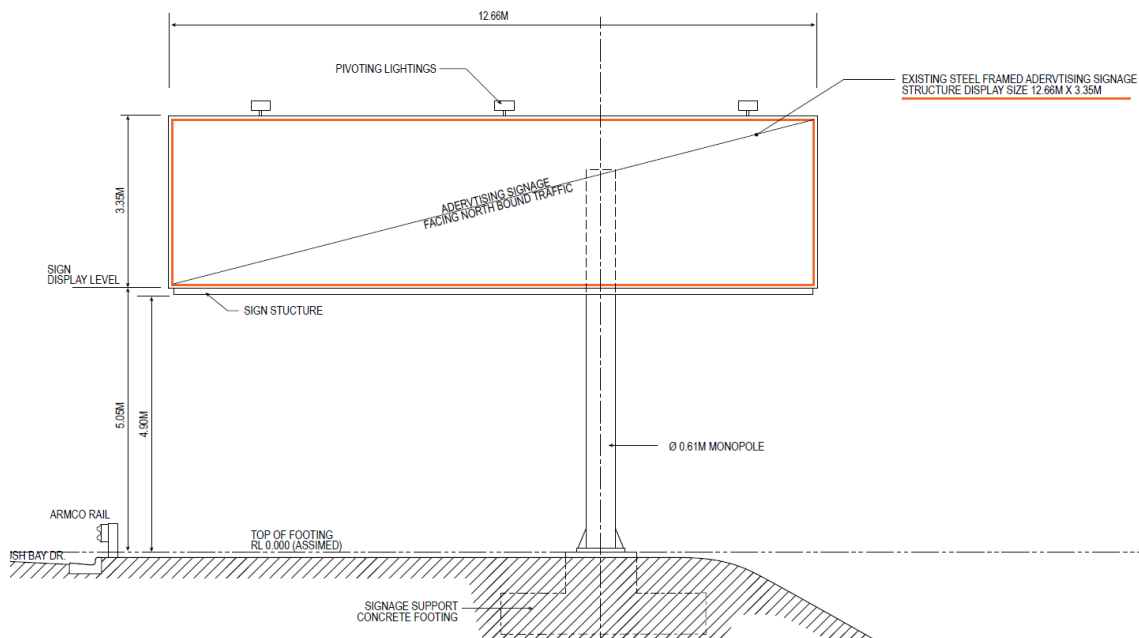 12.66M
PIVOTING LIGHTINGS
EXISTING STEEL FRAMED ADERVTISING SIGNAGE
STRUCTURE DISPLAY SIZE 12.66M X 3.35M
3.35M
ADERVTISING SIGNAGE
FACING NORTH BOUND TRAFFIC
SIGN
DISPLAY LEVEL
SIGN STUCTURE
5.05M
4.90M
Ø 0.61M MONOPOLE
ARMCO RAIL
TOP OF FOOTING
RL 0.000 (ASSIMED)
ISH BAY DR.
SIGNAGE SUPPORT
CONCRETE FOOTING